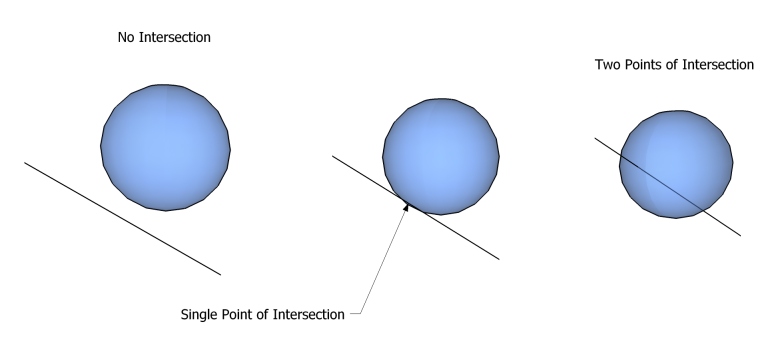 No Intersection
Two Points of Intersection
Single Point of Intersection